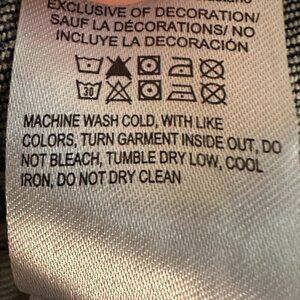 EXCLUSIVE OF DECORATION/
SAUF LA DÉCORATIONS/ NO
INCLUYE LA DECORACIÓN
30
MACHINE WASH COLD, WITH LIKE
COLORS, TURN GARMENT INSIDE OUT, DO
NOT BLEACH, TUMBLE DRY LOW, COOL
IRON, DO NOT DRY CLEAN